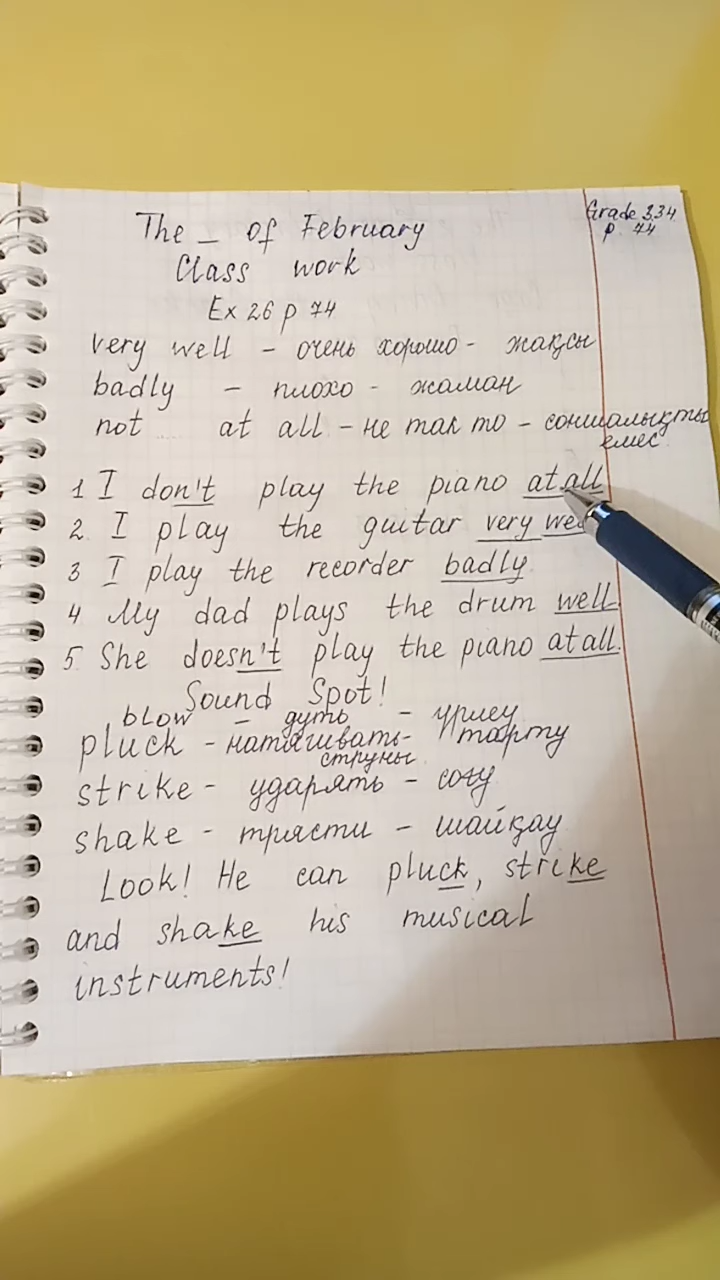 Grade 3.34.
p. 74
The _ of February
Class work
Ex 26 p 74
very well - очень хорошо - жақсы
badly - плохо - жаман
not ... at all - не так то - соншалықты
емес
1 I don't play the piano at all
2. I play the guitar very
3 I play the recorder badly
4 My dad plays the drum well.
5. She doesn't play the piano at all.
Sound Spot!
blow - дуть - үрлеу
pluck - натягивать - тарту
струны
strike - ударять - соғу
shake - трясти - шайқау
Look! He can pluck, strike
and shake his musical
instruments!